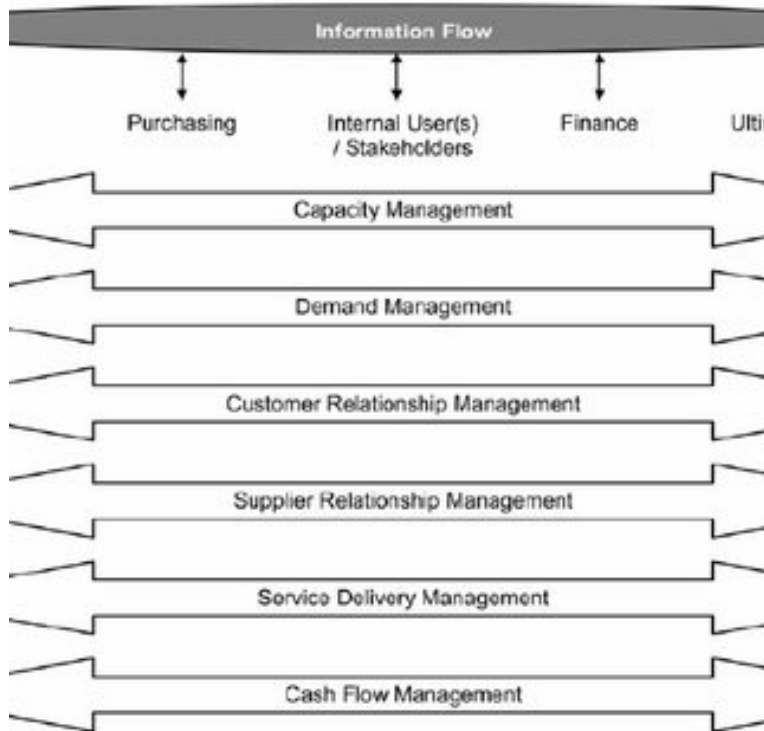 Information Flow
Purchasing
Internal User(s)
/ Stakeholders
Finance
Capacity Management
Demand Management
Customer Relationship Management
Supplier Relationship Management
Service Delivery Management
Cash Flow Management